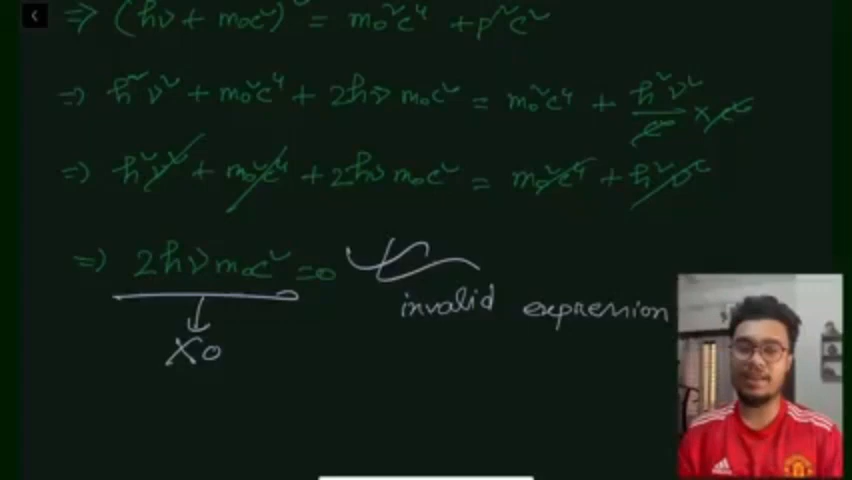 ⇒ (hν + m₀c²)² = m₀²c⁴ + p²c²
⇒ h²ν² + m₀²c⁴ + 2hν m₀c² = m₀²c⁴ + h²ν²/c² × c²
⇒ h²ν² + m₀²c⁴ + 2hν m₀c² = m₀²c⁴ + h²ν²
⇒ 2hν m₀c² = 0
invalid expression
↓
×0